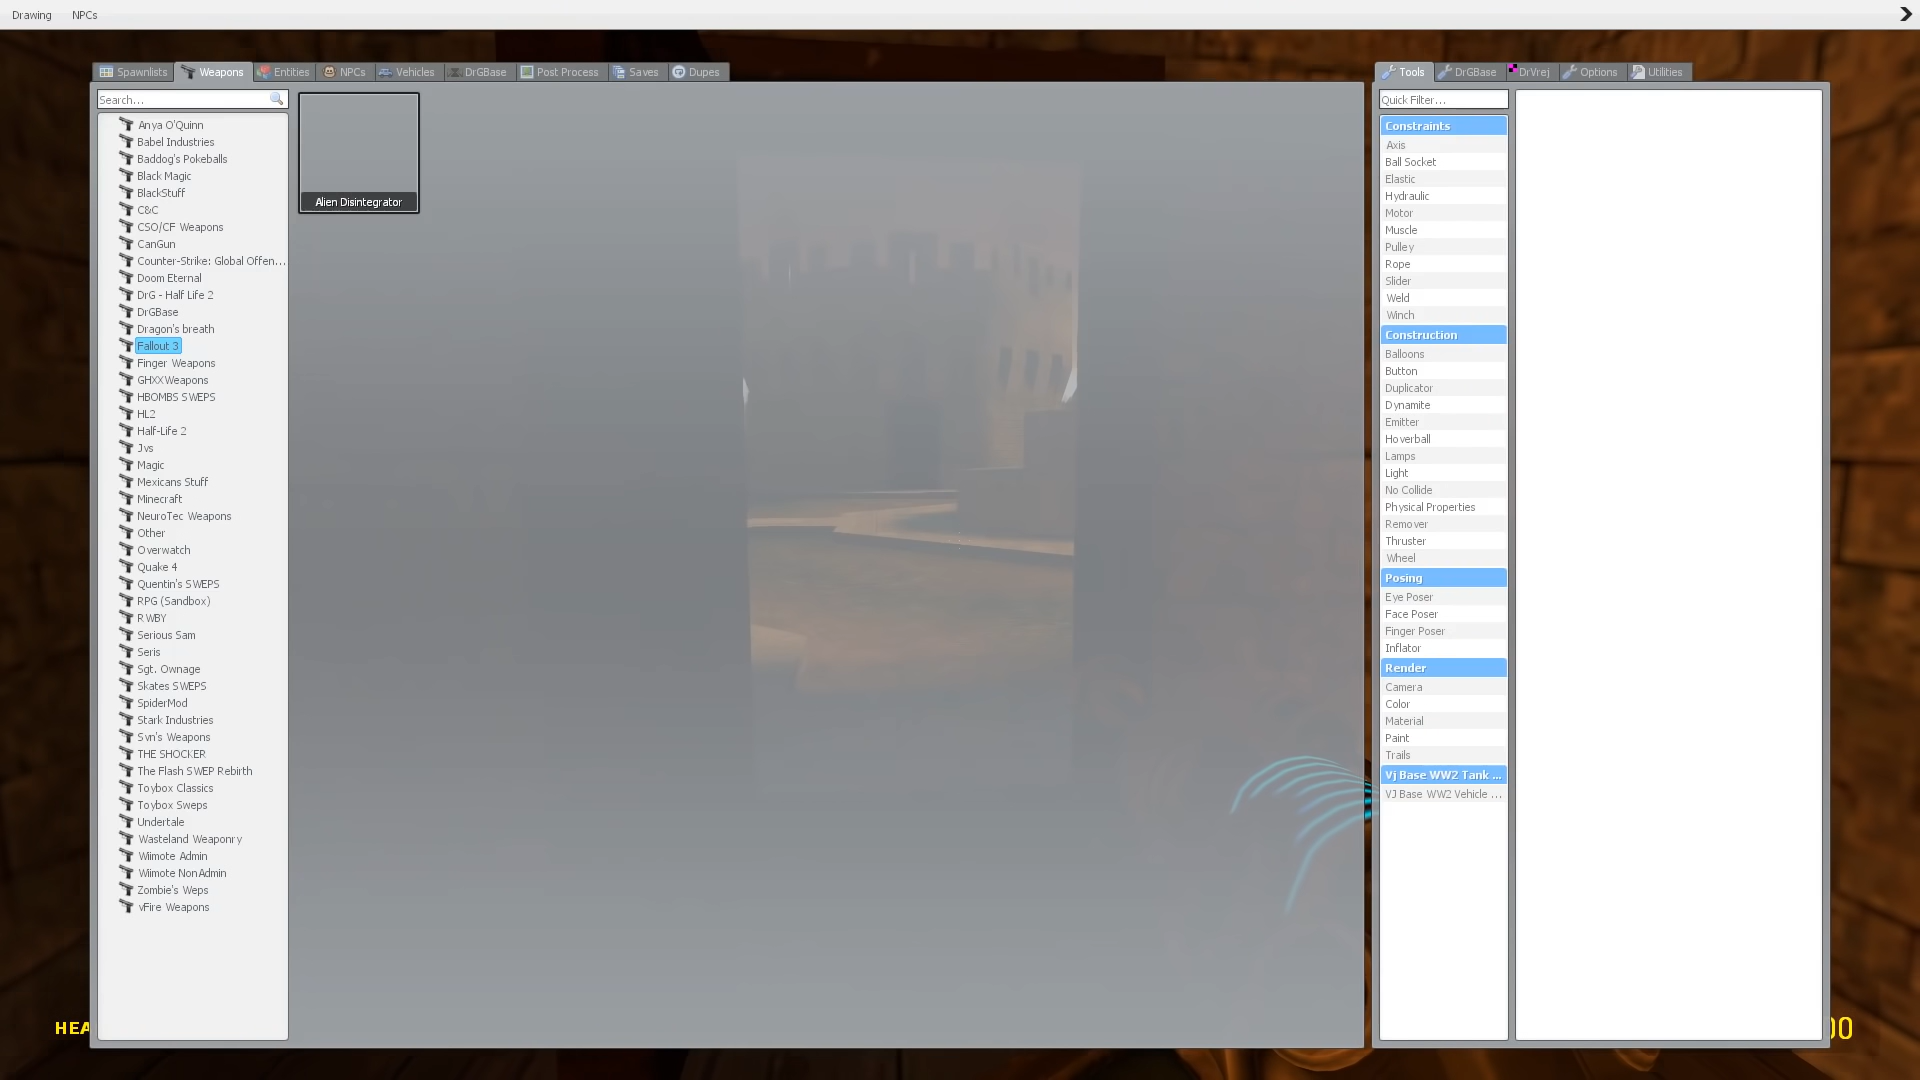 Drawing NPCs
Spawnlists Weapons Entities NPCs Vehicles DrGBase Post Process Saves Dupes
Search...
Anya O'Quinn
Babel Industries
Baddog's Pokeballs
Black Magic
BlackStuff
C&C
CSO/CF Weapons
CanGun
Counter-Strike: Global Offen...
Doom Eternal
DrG - Half Life 2
DrGBase
Dragon's breath
Fallout 3
Finger Weapons
GHXXWeapons
HBOMBS SWEPS
HL2
Half-Life 2
Jvs
Magic
Mexicans Stuff
Minecraft
NeuroTec Weapons
Other
Overwatch
Quake 4
Quentin's SWEPS
RPG (Sandbox)
RWBY
Serious Sam
Seris
Sgt. Ownage
Skates SWEPS
SpiderMod
Stark Industries
Svn's Weapons
THE SHOCKER
The Flash SWEP Rebirth
Toybox Classics
Toybox Sweps
Undertale
Wasteland Weaponry
Wiimote Admin
Wiimote NonAdmin
Zombie's Weps
vFire Weapons
Alien Disintegrator
Tools DrGBase DrVrej Options Utilities
Quick Filter...
Constraints
Axis
Ball Socket
Elastic
Hydraulic
Motor
Muscle
Pulley
Rope
Slider
Weld
Winch
Construction
Balloons
Button
Duplicator
Dynamite
Emitter
Hoverball
Lamps
Light
No Collide
Physical Properties
Remover
Thruster
Wheel
Posing
Eye Poser
Face Poser
Finger Poser
Inflator
Render
Camera
Color
Material
Paint
Trails
Vj Base WW2 Tank ...
VJ Base WW2 Vehicle ...
HEA
00